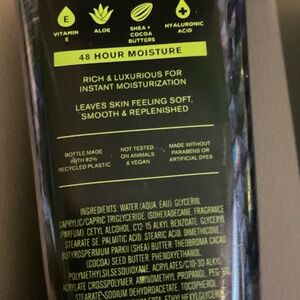 E
VITAMIN
E
ALOE
SHEA +
COCOA
BUTTERS
HYALURONIC
ACID
48 HOUR MOISTURE
RICH & LUXURIOUS FOR
INSTANT MOISTURIZATION
LEAVES SKIN FEELING SOFT,
SMOOTH & REPLENISHED
BOTTLE MADE
WITH 82%
RECYCLED PLASTIC
NOT TESTED
ON ANIMALS
& VEGAN
MADE WITHOUT
PARABENS OR
ARTIFICIAL DYES
INGREDIENTS: WATER (AQUA, EAU), GLYCERIN,
CAPRYLIC/CAPRIC TRIGLYCERIDE, ISOHEXADECANE, FRAGRANCE
(PARFUM), CETYL ALCOHOL, C12-15 ALKYL BENZOATE, GLYCERYL
STEARATE SE, PALMITIC ACID, STEARIC ACID, DIMETHICONE,
BUTYROSPERMUM PARKII (SHEA) BUTTER, THEOBROMA CACAO
(COCOA) SEED BUTTER, PHENOXYETHANOL,
POLYMETHYLSILSESQUIOXANE, ACRYLATES/C10-30 ALKYL
ACRYLATE CROSSPOLYMER, AMINOMETHYL PROPANOL, PEG-
STEARATE, SODIUM DEHYDROACETATE, TOCOPHEROL
ETHYLHEXYLGLYCERIN